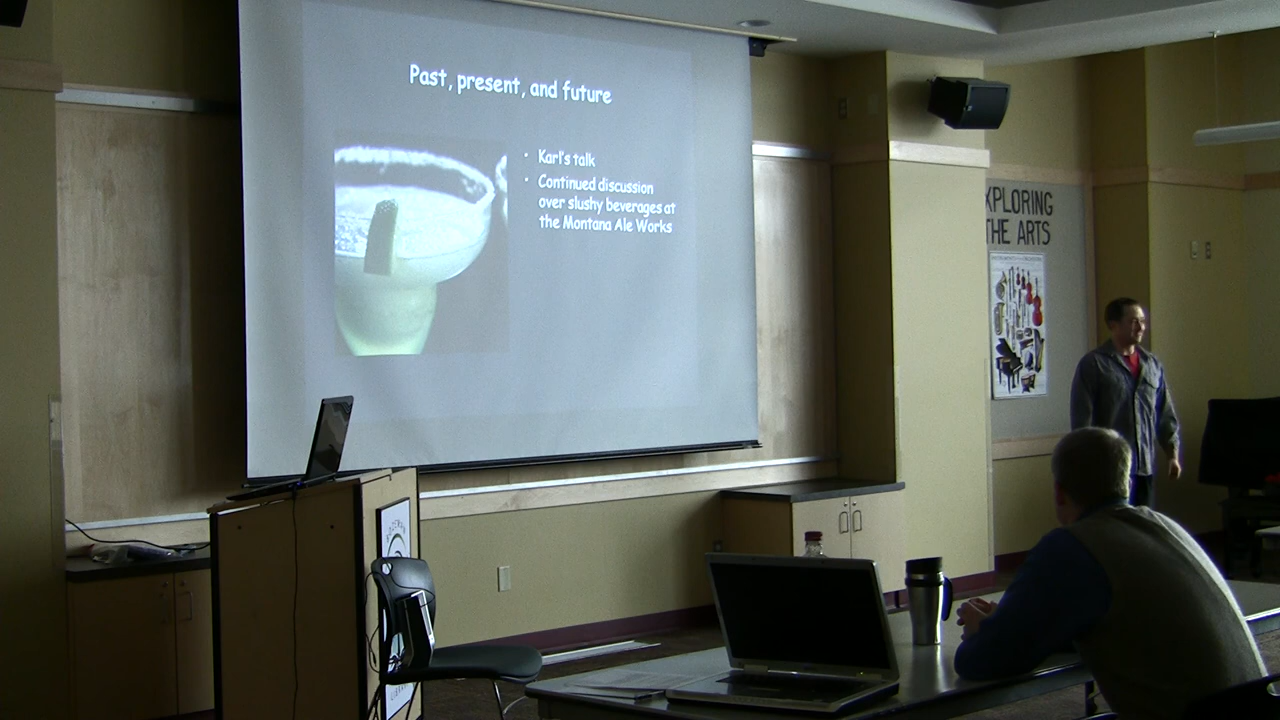 Past, present, and future
· Karl's talk
· Continued discussion
over slushy beverages at
the Montana Ale Works
XPLORING
THE ARTS